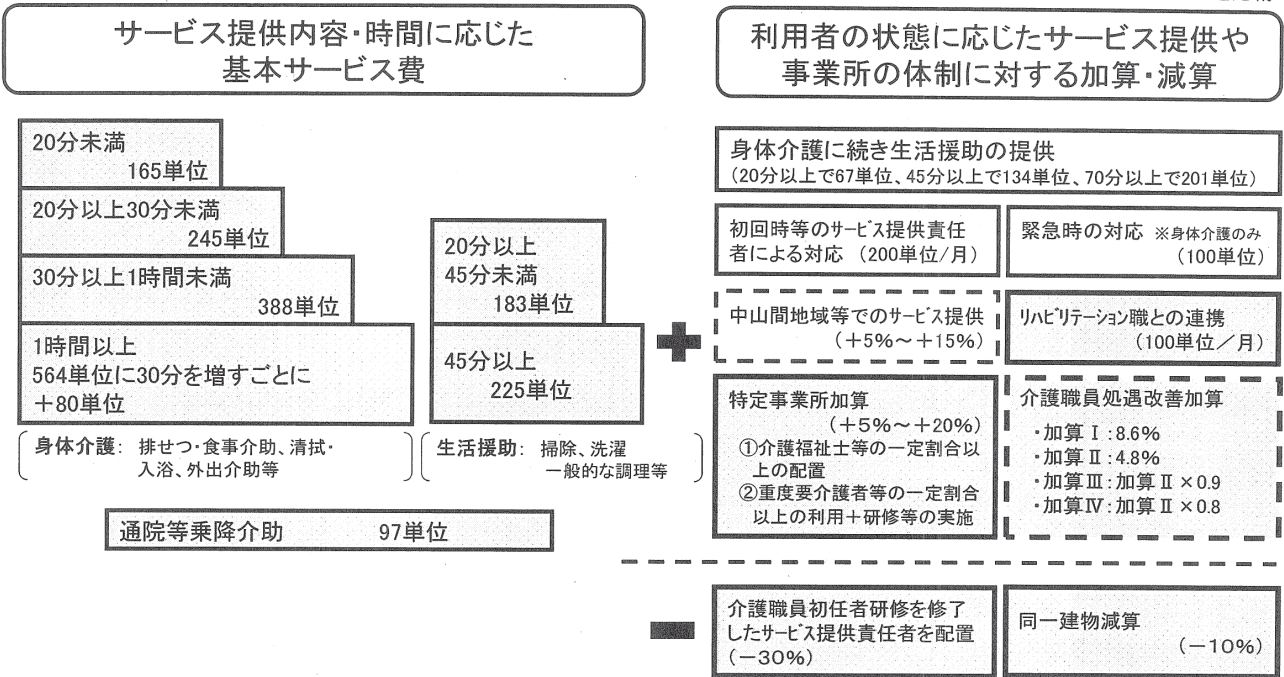 サービス提供内容・時間に応じた
基本サービス費
20分未満
165単位
20分以上30分未満
245単位
30分以上1時間未満
388単位
1時間以上
564単位に30分を増すごとに
＋80単位
20分以上
45分未満
183単位
45分以上
225単位
身体介護： 排せつ・食事介助、清拭・
入浴、外出介助等
生活援助： 掃除、洗濯
一般的な調理等
通院等乗降介助 97単位
利用者の状態に応じたサービス提供や
事業所の体制に対する加算・減算
身体介護に続き生活援助の提供
（20分以上で67単位、45分以上で134単位、70分以上で201単位）
初回時等のサービス提供責任
者による対応 （200単位/月）
緊急時の対応 ※身体介護のみ
（100単位）
中山間地域等でのサービス提供
（＋5％～＋15％）
リハビリテーション職との連携
（100単位／月）
特定事業所加算
（＋5％～＋20％）
①介護福祉士等の一定割合以
上の配置
②重度要介護者等の一定割合
以上の利用＋研修等の実施
介護職員処遇改善加算
・加算Ⅰ：8.6％
・加算Ⅱ：4.8％
・加算Ⅲ：加算Ⅱ×0.9
・加算Ⅳ：加算Ⅱ×0.8
介護職員初任者研修を修了
したサービス提供責任者を配置
（－30％）
同一建物減算
（－10％）